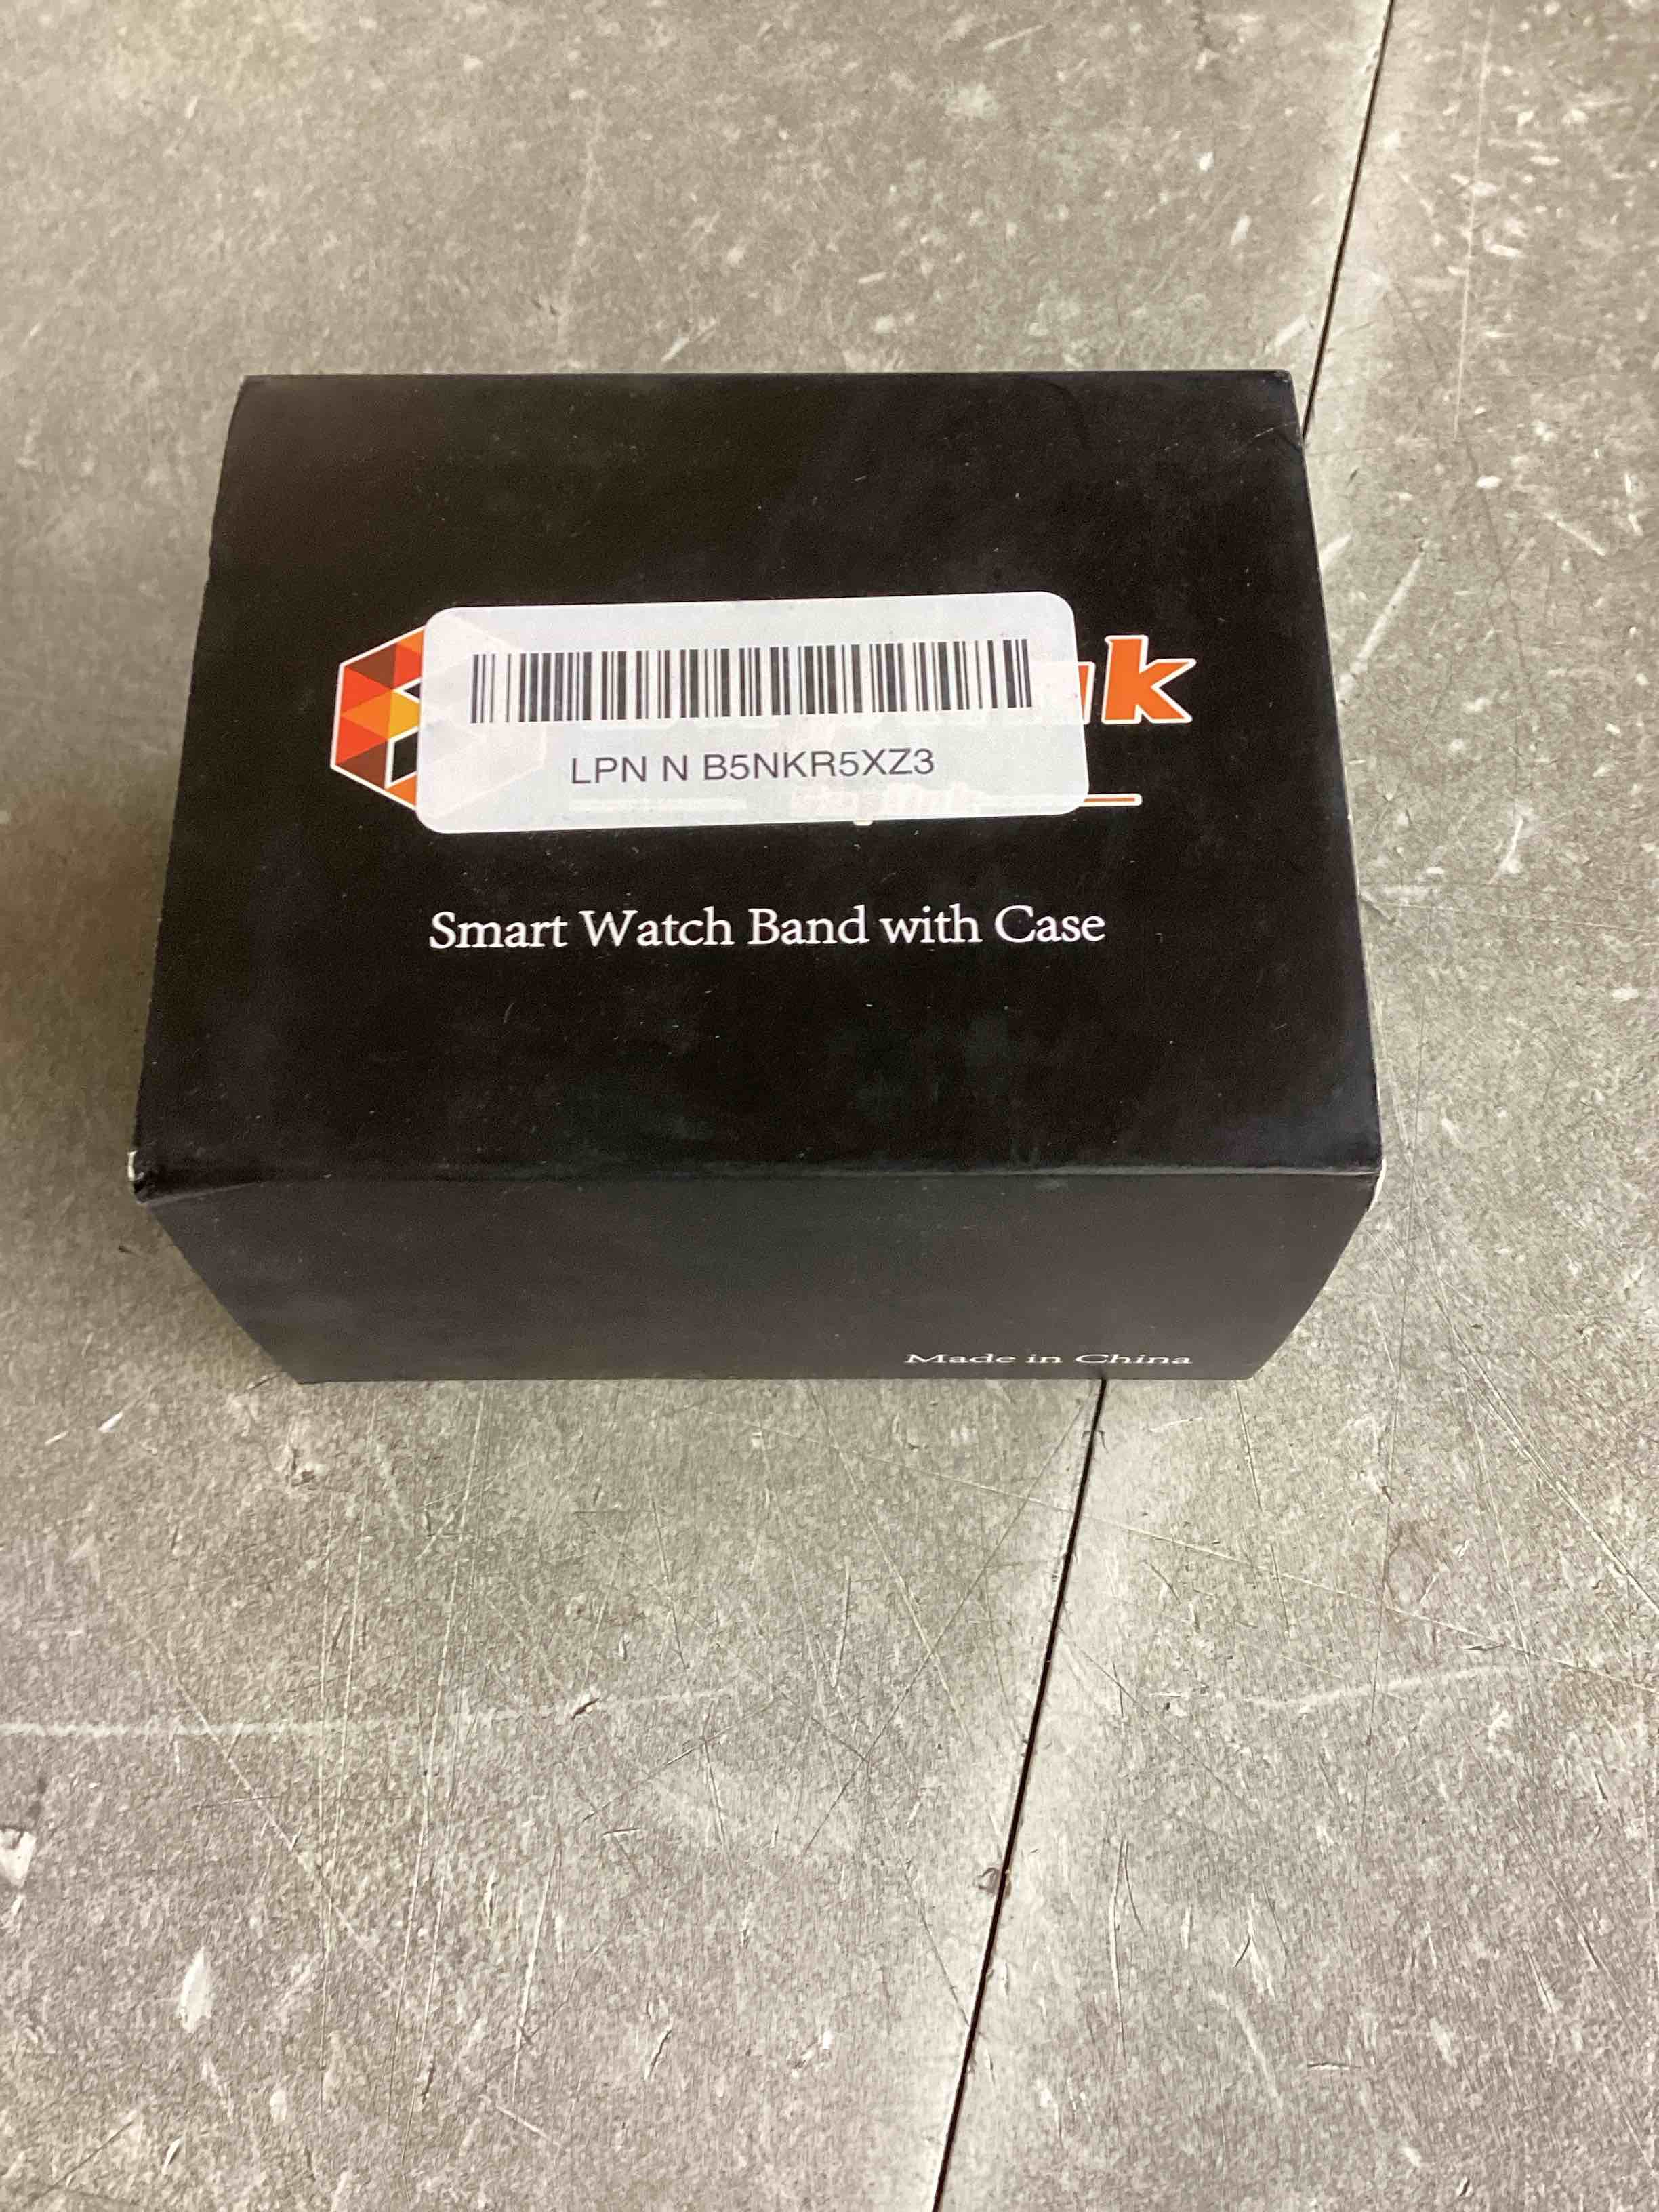 LPN N B5NKR5XZ3
Smart Watch Band with Case
Made in China